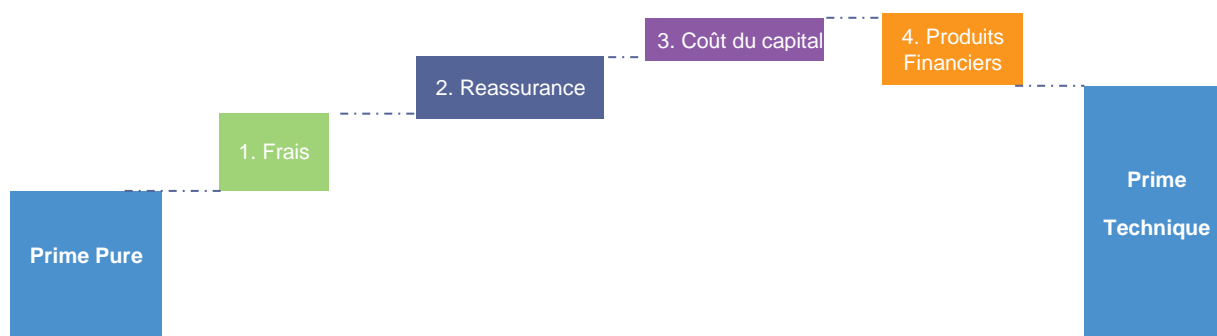 Prime Pure
1. Frais
2. Reassurance
3. Coût du capital
4. Produits
Financiers
Prime
Technique